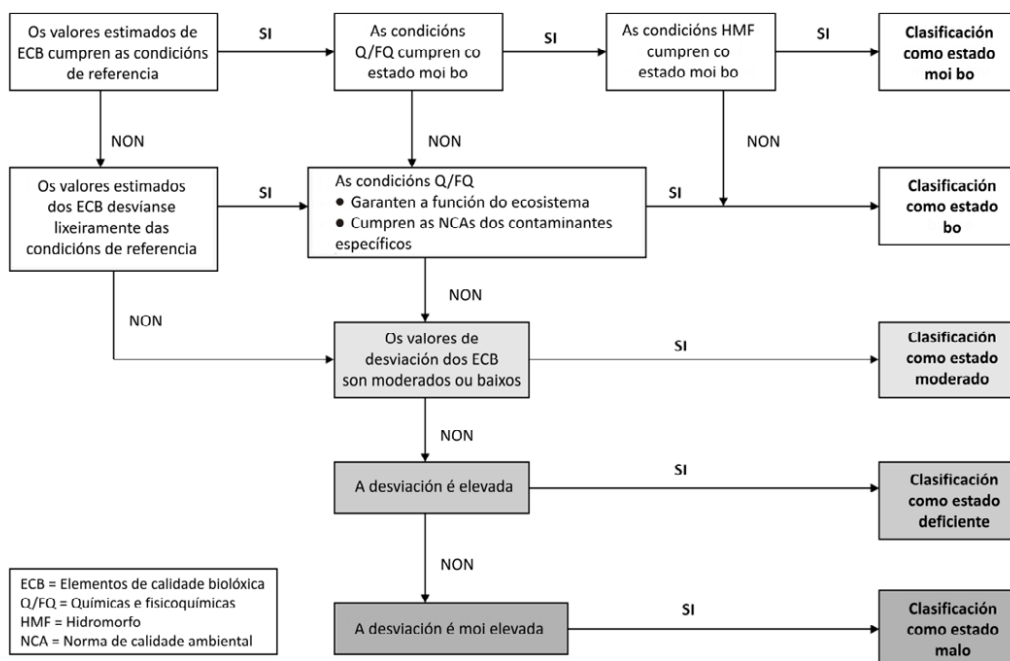 Os valores estimados de
ECB cumpren as condicións
de referencia
SI
As condicións
Q/FQ cumpren co
estado moi bo
SI
As condicións HMF
cumpren co
estado moi bo
SI
Clasificación
como estado
moi bo
NON
NON
NON
Os valores estimados
dos ECB desvíanse
lixeiramente das
condicións de referencia
SI
As condicións Q/FQ
● Garanten a función do ecosistema
● Cumpren as NCAs dos contaminantes
específicos
SI
Clasificación
como estado
bo
NON
NON
Os valores de
desviación dos ECB
son moderados ou baixos
SI
Clasificación
como estado
moderado
NON
A desviación é elevada
SI
Clasificación
como estado
deficiente
NON
A desviación é moi elevada
SI
Clasificación
como estado
malo
ECB = Elementos de calidade biolóxica
Q/FQ = Químicas e fisicoquímicas
HMF = Hidromorfo
NCA = Norma de calidade ambiental